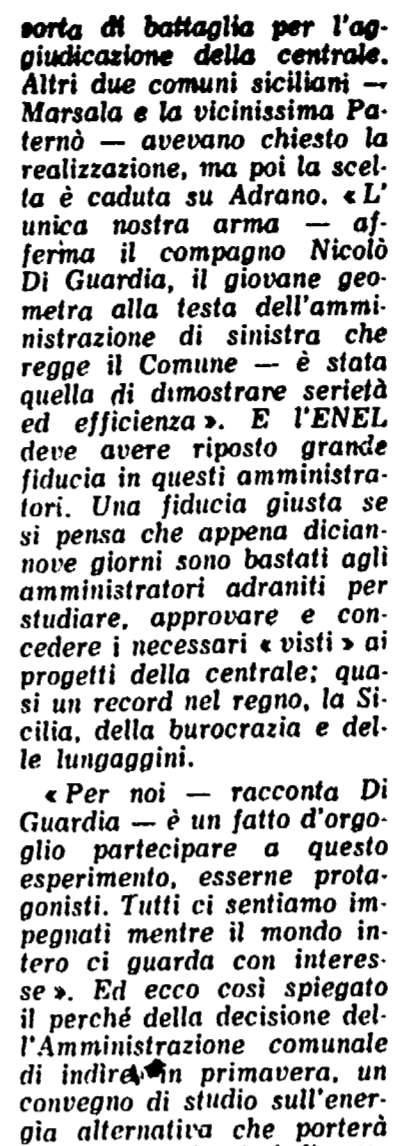 sorta di battaglia per l'ag-
giudicazione della centrale.
Altri due comuni siciliani —
Marsala e la vicinissima Pa-
ternò — avevano chiesto la
realizzazione, ma poi la scel-
ta è caduta su Adrano. « L'
unica nostra arma — af-
ferma il compagno Nicolò
Di Guardia, il giovane geo-
metra alla testa dell'ammi-
nistrazione di sinistra che
regge il Comune — è stata
quella di dimostrare serietà
ed efficienza ». E l'ENEL
deve avere riposto grande
fiducia in questi amministra-
tori. Una fiducia giusta se
si pensa che appena dician-
nove giorni sono bastati agli
amministratori adraniti per
studiare, approvare e con-
cedere i necessari « visti » ai
progetti della centrale; qua-
si un record nel regno, la Si-
cilia, della burocrazia e del-
le lungaggini.
« Per noi — racconta Di
Guardia — è un fatto d'orgo-
glio partecipare a questo
esperimento, esserne prota-
gonisti. Tutti ci sentiamo im-
pegnati mentre il mondo in-
tero ci guarda con interes-
se ». Ed ecco così spiegato
il perché della decisione del-
l'Amministrazione comunale
di indire, in primavera, un
convegno di studio sull'ener-
gia alternativa che porterà